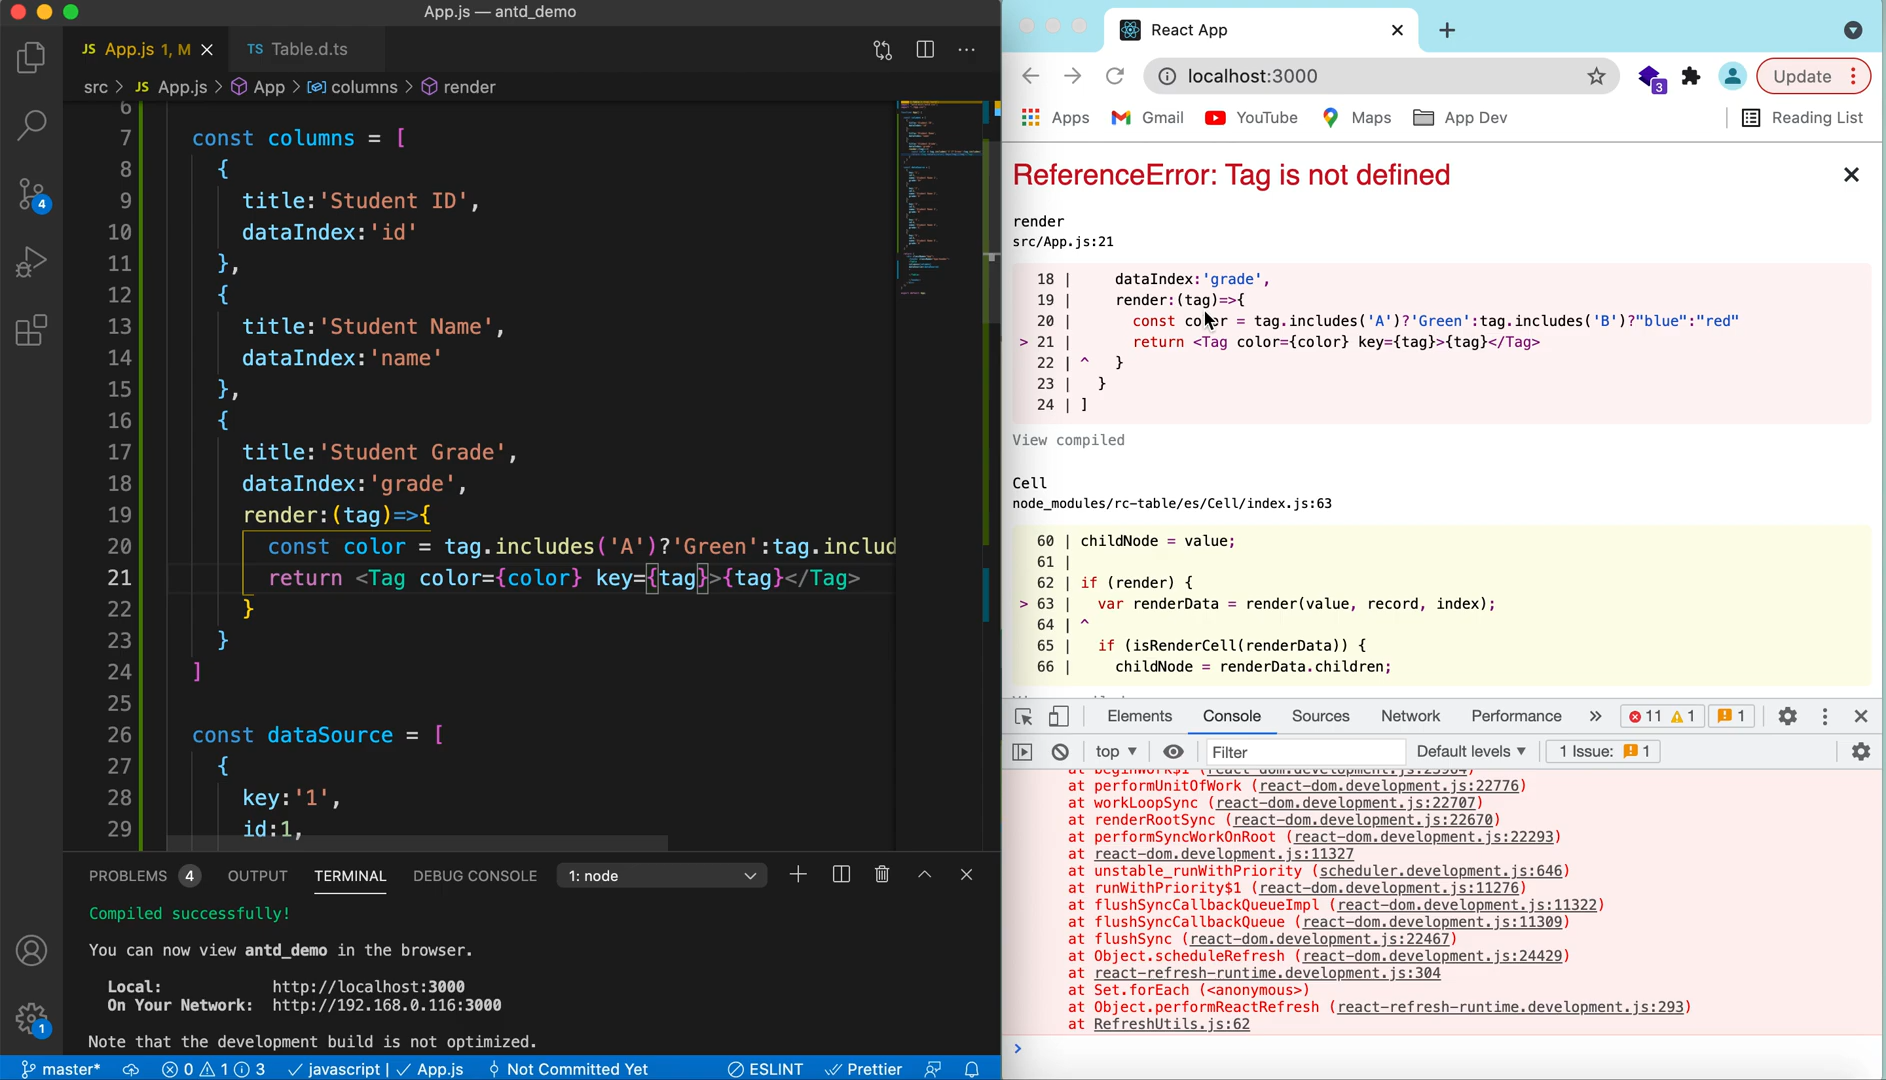 App.js — antd_demo
JS App.js 1, M ×
TS Table.d.ts
src > JS App.js > App > columns > render
6
7 const columns = [
8 {
9 title:'Student ID',
10 dataIndex:'id'
11 },
12 {
13 title:'Student Name',
14 dataIndex:'name'
15 },
16 {
17 title:'Student Grade',
18 dataIndex:'grade',
19 render:(tag)=>{
20 const color = tag.includes('A')?'Green':tag.includ
21 return <Tag color={color} key={tag}>{tag}</Tag>
22 }
23 }
24 ]
25
26 const dataSource = [
27 {
28 key:'1',
29 id:1,
PROBLEMS 4 OUTPUT TERMINAL DEBUG CONSOLE 1: node
Compiled successfully!
You can now view antd_demo in the browser.
Local: http://localhost:3000
On Your Network: http://192.168.0.116:3000
Note that the development build is not optimized.
4
1
master* 0 1 3 javascript | App.js Not Committed Yet ESLINT Prettier
React App
localhost:3000
3
Update
Apps Gmail YouTube Maps App Dev Reading List
ReferenceError: Tag is not defined
render
src/App.js:21
18 | dataIndex:'grade',
19 | render:(tag)=>{
20 | const color = tag.includes('A')?'Green':tag.includes('B')?"blue":"red"
> 21 | return <Tag color={color} key={tag}>{tag}</Tag>
22 | ^ }
23 | }
24 | ]
View compiled
Cell
node_modules/rc-table/es/Cell/index.js:63
60 | childNode = value;
61 |
62 | if (render) {
> 63 | var renderData = render(value, record, index);
64 | ^
65 | if (isRenderCell(renderData)) {
66 | childNode = renderData.children;
Elements Console Sources Network Performance » 11 1 1
top Filter Default levels 1 Issue: 1
at beginWork$1 (react-dom.development.js:23964)
at performUnitOfWork (react-dom.development.js:22776)
at workLoopSync (react-dom.development.js:22707)
at renderRootSync (react-dom.development.js:22670)
at performSyncWorkOnRoot (react-dom.development.js:22293)
at react-dom.development.js:11327
at unstable_runWithPriority (scheduler.development.js:646)
at runWithPriority$1 (react-dom.development.js:11276)
at flushSyncCallbackQueueImpl (react-dom.development.js:11322)
at flushSyncCallbackQueue (react-dom.development.js:11309)
at flushSync (react-dom.development.js:22467)
at Object.scheduleRefresh (react-dom.development.js:24429)
at react-refresh-runtime.development.js:304
at Set.forEach (<anonymous>)
at Object.performReactRefresh (react-refresh-runtime.development.js:293)
at RefreshUtils.js:62
>